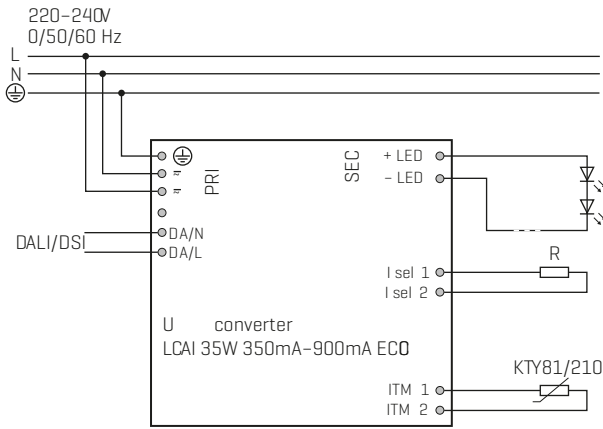 220–240V
0/50/60 Hz
L
N
PRI
SEC
+ LED
– LED
DALI/DSI
DA/N
DA/L
I sel 1
I sel 2
R
U converter
LCAI 35W 350mA–900mA ECO
KTY81/210
ITM 1
ITM 2